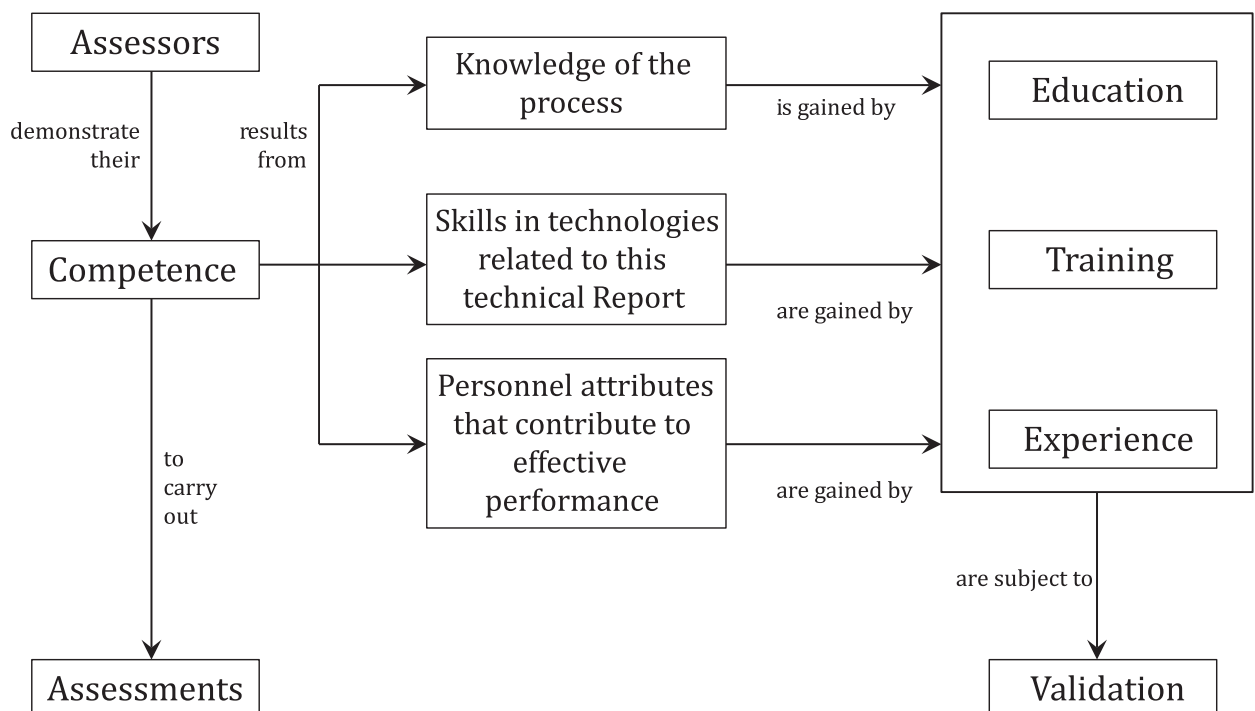 Assessors
demonstrate
their
Competence
to
carry
out
Assessments
results
from
Knowledge of the
process
Skills in technologies
related to this
technical Report
Personnel attributes
that contribute to
effective
performance
is gained by
are gained by
are gained by
Education
Training
Experience
are subject to
Validation